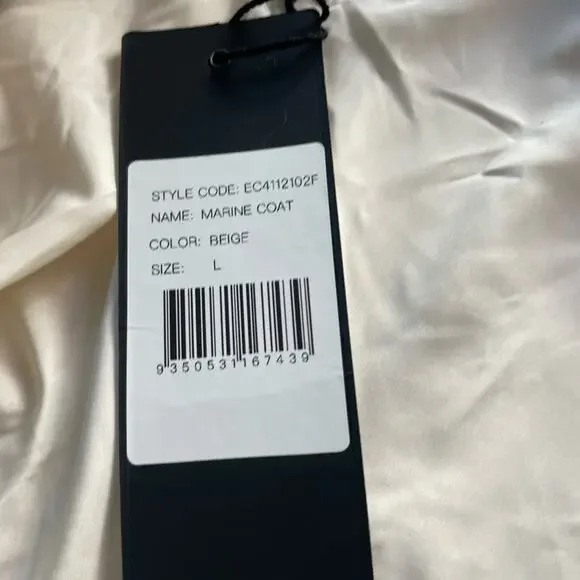 STYLE CODE: EC4112102F
NAME: MARINE COAT
COLOR: BEIGE
SIZE: L
9350531167439